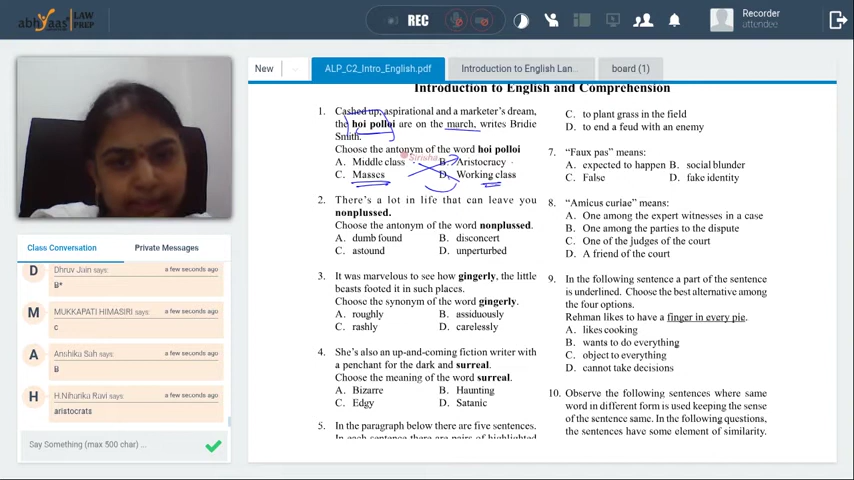 abhyaas LAW PREP
REC
Recorder
attendee
New
ALP_C2_Intro_English.pdf
Introduction to English Lan...
board (1)
Introduction to English and Comprehension
1. Cashed up, aspirational and a marketer's dream,
the hoi polloi are on the march, writes Bridie
Smith.
Choose the antonym of the word hoi polloi
Sirisha
A. Middle class B. Aristocracy
C. Masses D. Working class
2. There's a lot in life that can leave you
nonplussed.
Choose the antonym of the word nonplussed.
A. dumb found B. disconcert
C. astound D. unperturbed
3. It was marvelous to see how gingerly, the little
beasts footed it in such places.
Choose the synonym of the word gingerly.
A. roughly B. assiduously
C. rashly D. carelessly
4. She's also an up-and-coming fiction writer with
a penchant for the dark and surreal.
Choose the meaning of the word surreal.
A. Bizarre B. Haunting
C. Edgy D. Satanic
5. In the paragraph below there are five sentences.
In each sentence there are pairs of highlighted
C. to plant grass in the field
D. to end a feud with an enemy
7. "Faux pas" means:
A. expected to happen B. social blunder
C. False D. fake identity
8. "Amicus curiae" means:
A. One among the expert witnesses in a case
B. One among the parties to the dispute
C. One of the judges of the court
D. A friend of the court
9. In the following sentence a part of the sentence
is underlined. Choose the best alternative among
the four options.
Rehman likes to have a finger in every pie.
A. likes cooking
B. wants to do everything
C. object to everything
D. cannot take decisions
10. Observe the following sentences where same
word in different form is used keeping the sense
of the sentence same. In the following questions,
the sentences have some element of similarity.
Class Conversation
Private Messages
D
Dhruv Jain says: a few seconds ago
B*
M
MUKKAPATI HIMASIRI says: a few seconds ago
c
A
Anshika Sah says: a few seconds ago
B
H
H.Niharika Ravi says: a few seconds ago
aristocrats
Say Something (max 500 char) ...